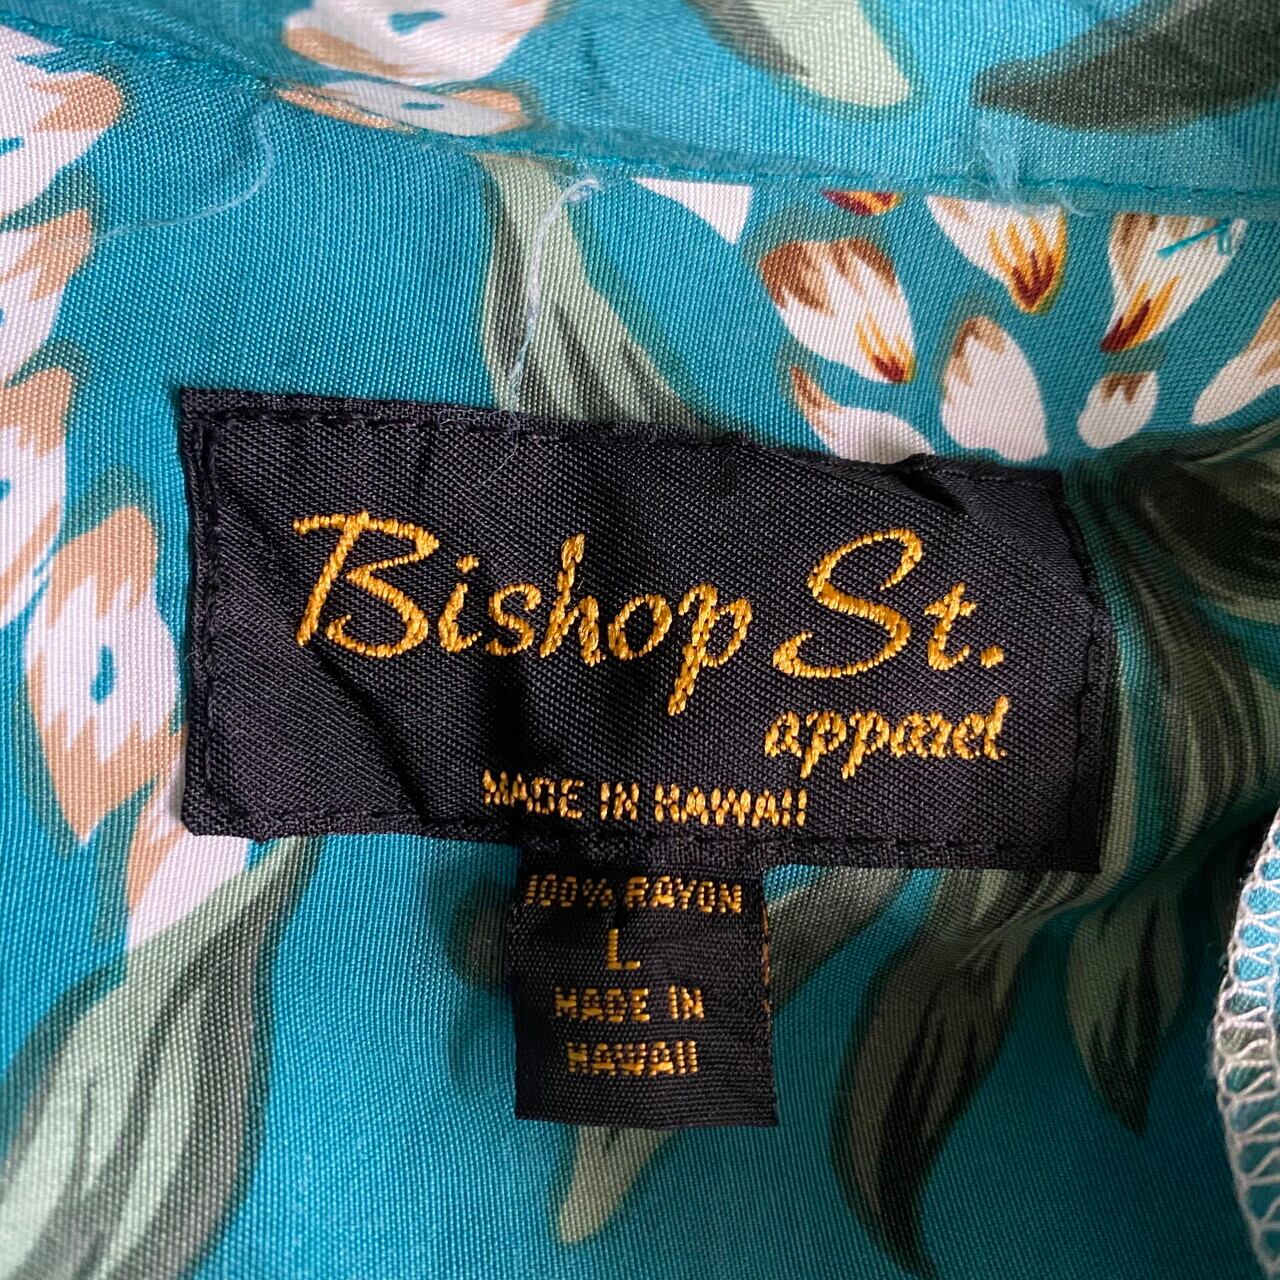 Bishop St.
apparel
MADE IN HAWAII
100% RAYON
L
MADE IN
HAWAII